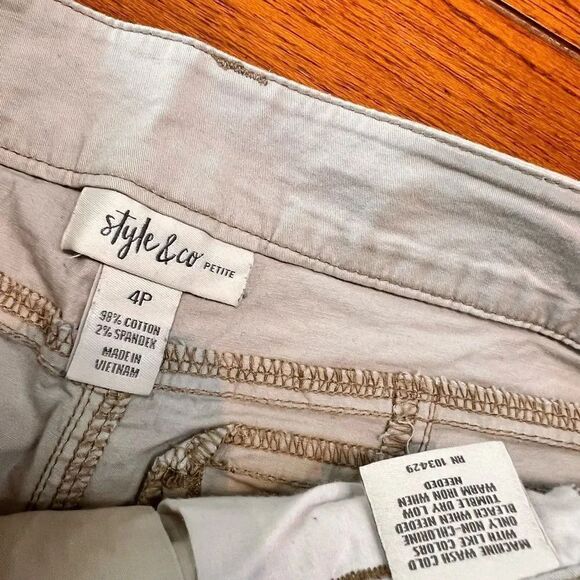 style & co PETITE
4P
98% COTTON
2% SPANDEX
MADE IN
VIETNAM
MACHINE WASH COLD
WITH LIKE COLORS
ONLY NON-CHLORINE
BLEACH WHEN NEEDED
TUMBLE DRY LOW
WARM IRON WHEN
NEEDED
RN 103429